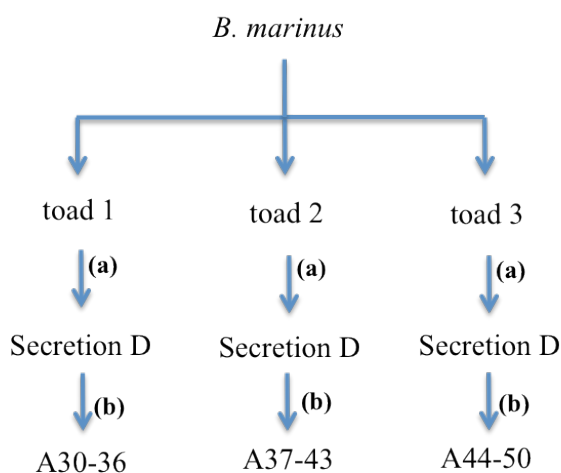 B. marinus
toad 1 toad 2 toad 3
(a) (a) (a)
Secretion D Secretion D Secretion D
(b) (b) (b)
A30-36 A37-43 A44-50